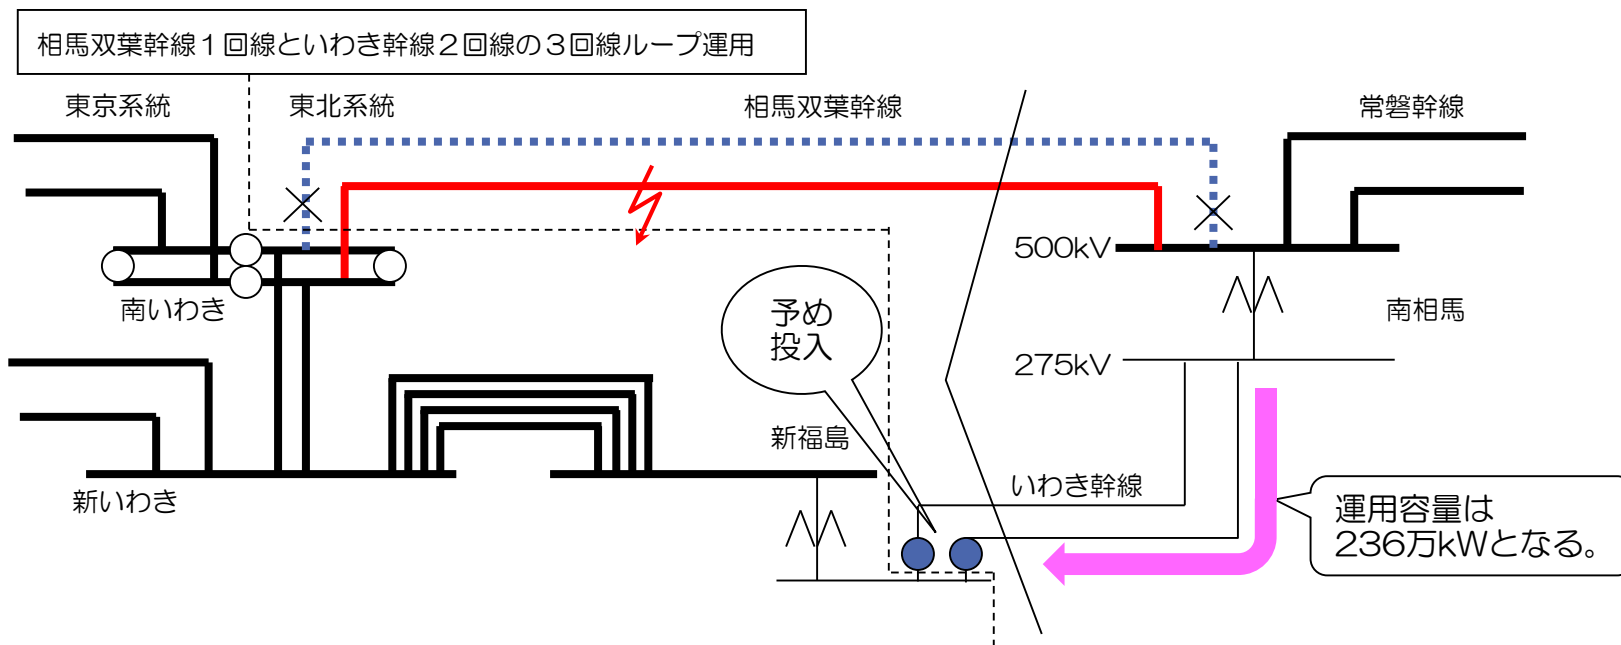 相馬双葉幹線１回線といわき幹線２回線の３回線ループ運用
東京系統
東北系統
相馬双葉幹線
常磐幹線
500kV
南いわき
南相馬
予め
投入
275kV
新福島
新いわき
いわき幹線
運用容量は
236万kWとなる。